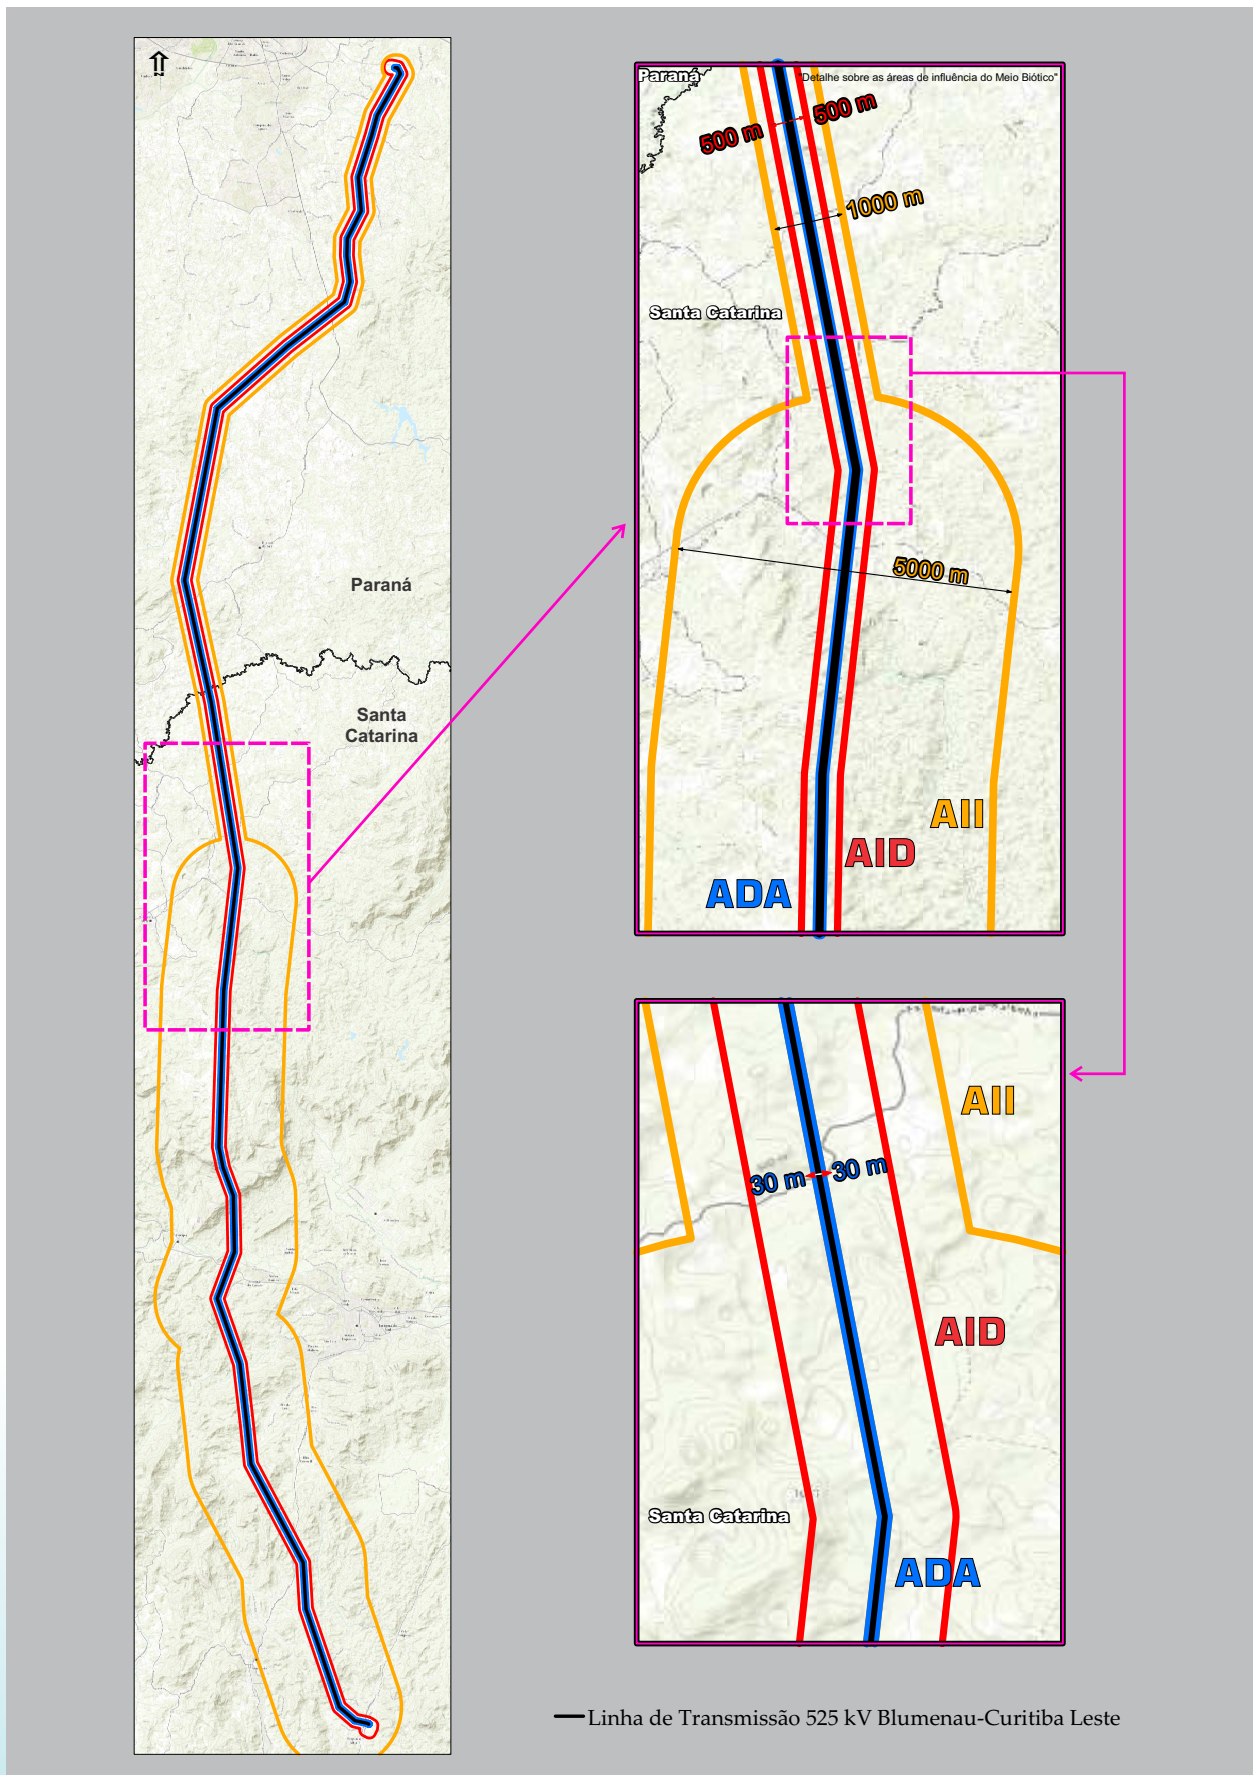 Paraná
Santa
Catarina
Paraná
"Detalhe sobre as áreas de influência do Meio Biótico"
500 m
500 m
1000 m
Santa Catarina
5000 m
AII
AID
ADA
AII
30 m
30 m
AID
Santa Catarina
ADA
Linha de Transmissão 525 kV Blumenau-Curitiba Leste